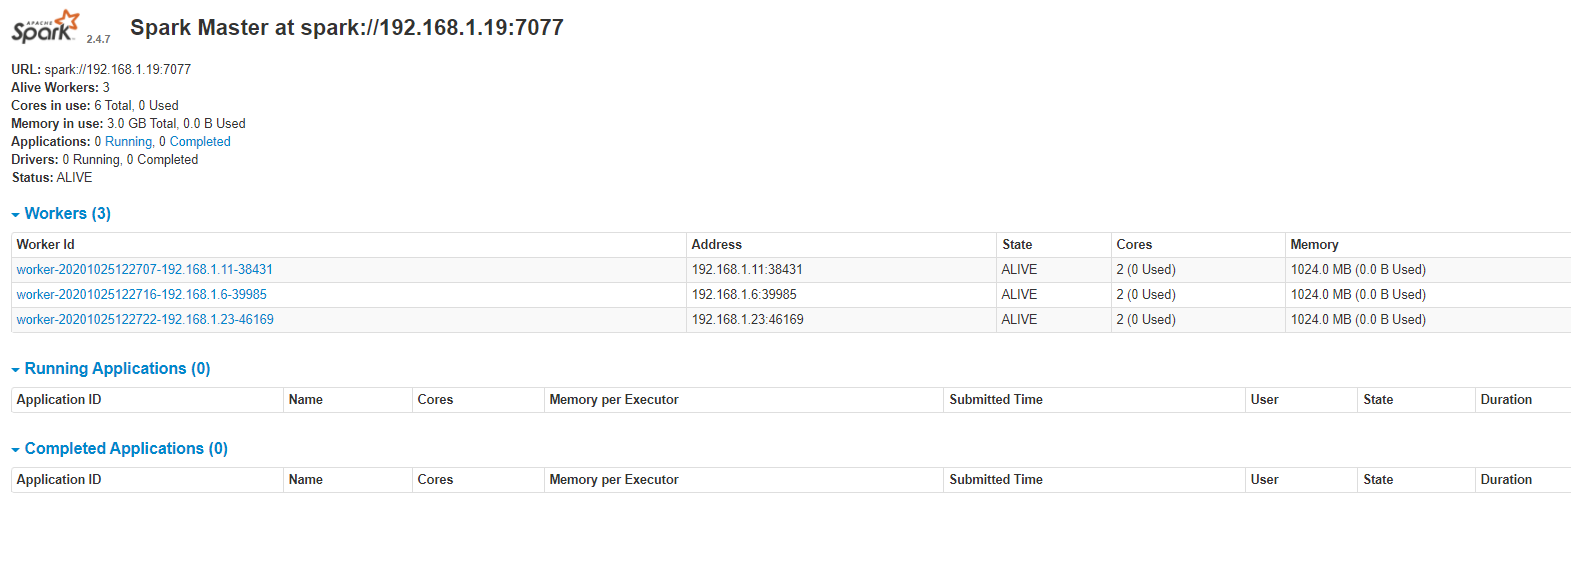 APACHE
Spark 2.4.7 Spark Master at spark://192.168.1.19:7077
URL: spark://192.168.1.19:7077
Alive Workers: 3
Cores in use: 6 Total, 0 Used
Memory in use: 3.0 GB Total, 0.0 B Used
Applications: 0 Running, 0 Completed
Drivers: 0 Running, 0 Completed
Status: ALIVE
Workers (3)
Worker Id Address State Cores Memory
worker-20201025122707-192.168.1.11-38431 192.168.1.11:38431 ALIVE 2 (0 Used) 1024.0 MB (0.0 B Used)
worker-20201025122716-192.168.1.6-39985 192.168.1.6:39985 ALIVE 2 (0 Used) 1024.0 MB (0.0 B Used)
worker-20201025122722-192.168.1.23-46169 192.168.1.23:46169 ALIVE 2 (0 Used) 1024.0 MB (0.0 B Used)
Running Applications (0)
Application ID Name Cores Memory per Executor Submitted Time User State Duration
Completed Applications (0)
Application ID Name Cores Memory per Executor Submitted Time User State Duration